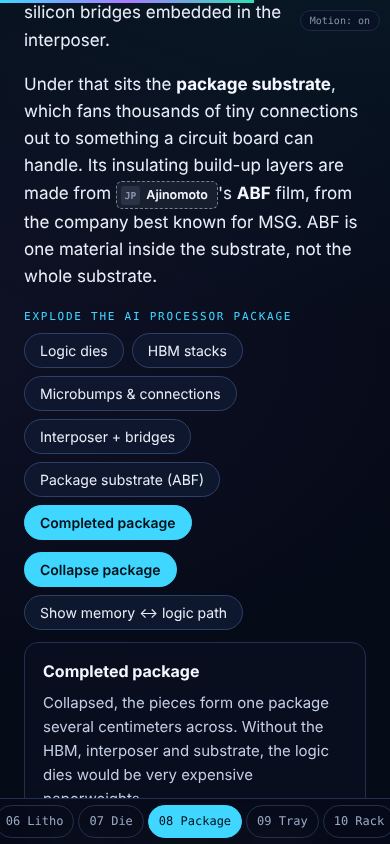 silicon bridges embedded in the
Motion: on
interposer.
Under that sits the package substrate,
which fans thousands of tiny connections
out to something a circuit board can
handle. Its insulating build-up layers are
made from JP Ajinomoto's ABF film, from
the company best known for MSG. ABF is
one material inside the substrate, not the
whole substrate.
EXPLODE THE AI PROCESSOR PACKAGE
Logic dies HBM stacks
Microbumps & connections
Interposer + bridges
Package substrate (ABF)
Completed package
Collapse package
Show memory ↔ logic path
Completed package
Collapsed, the pieces form one package
several centimeters across. Without the
HBM, interposer and substrate, the logic
dies would be very expensive
paperweights.
06 Litho 07 Die 08 Package 09 Tray 10 Rack